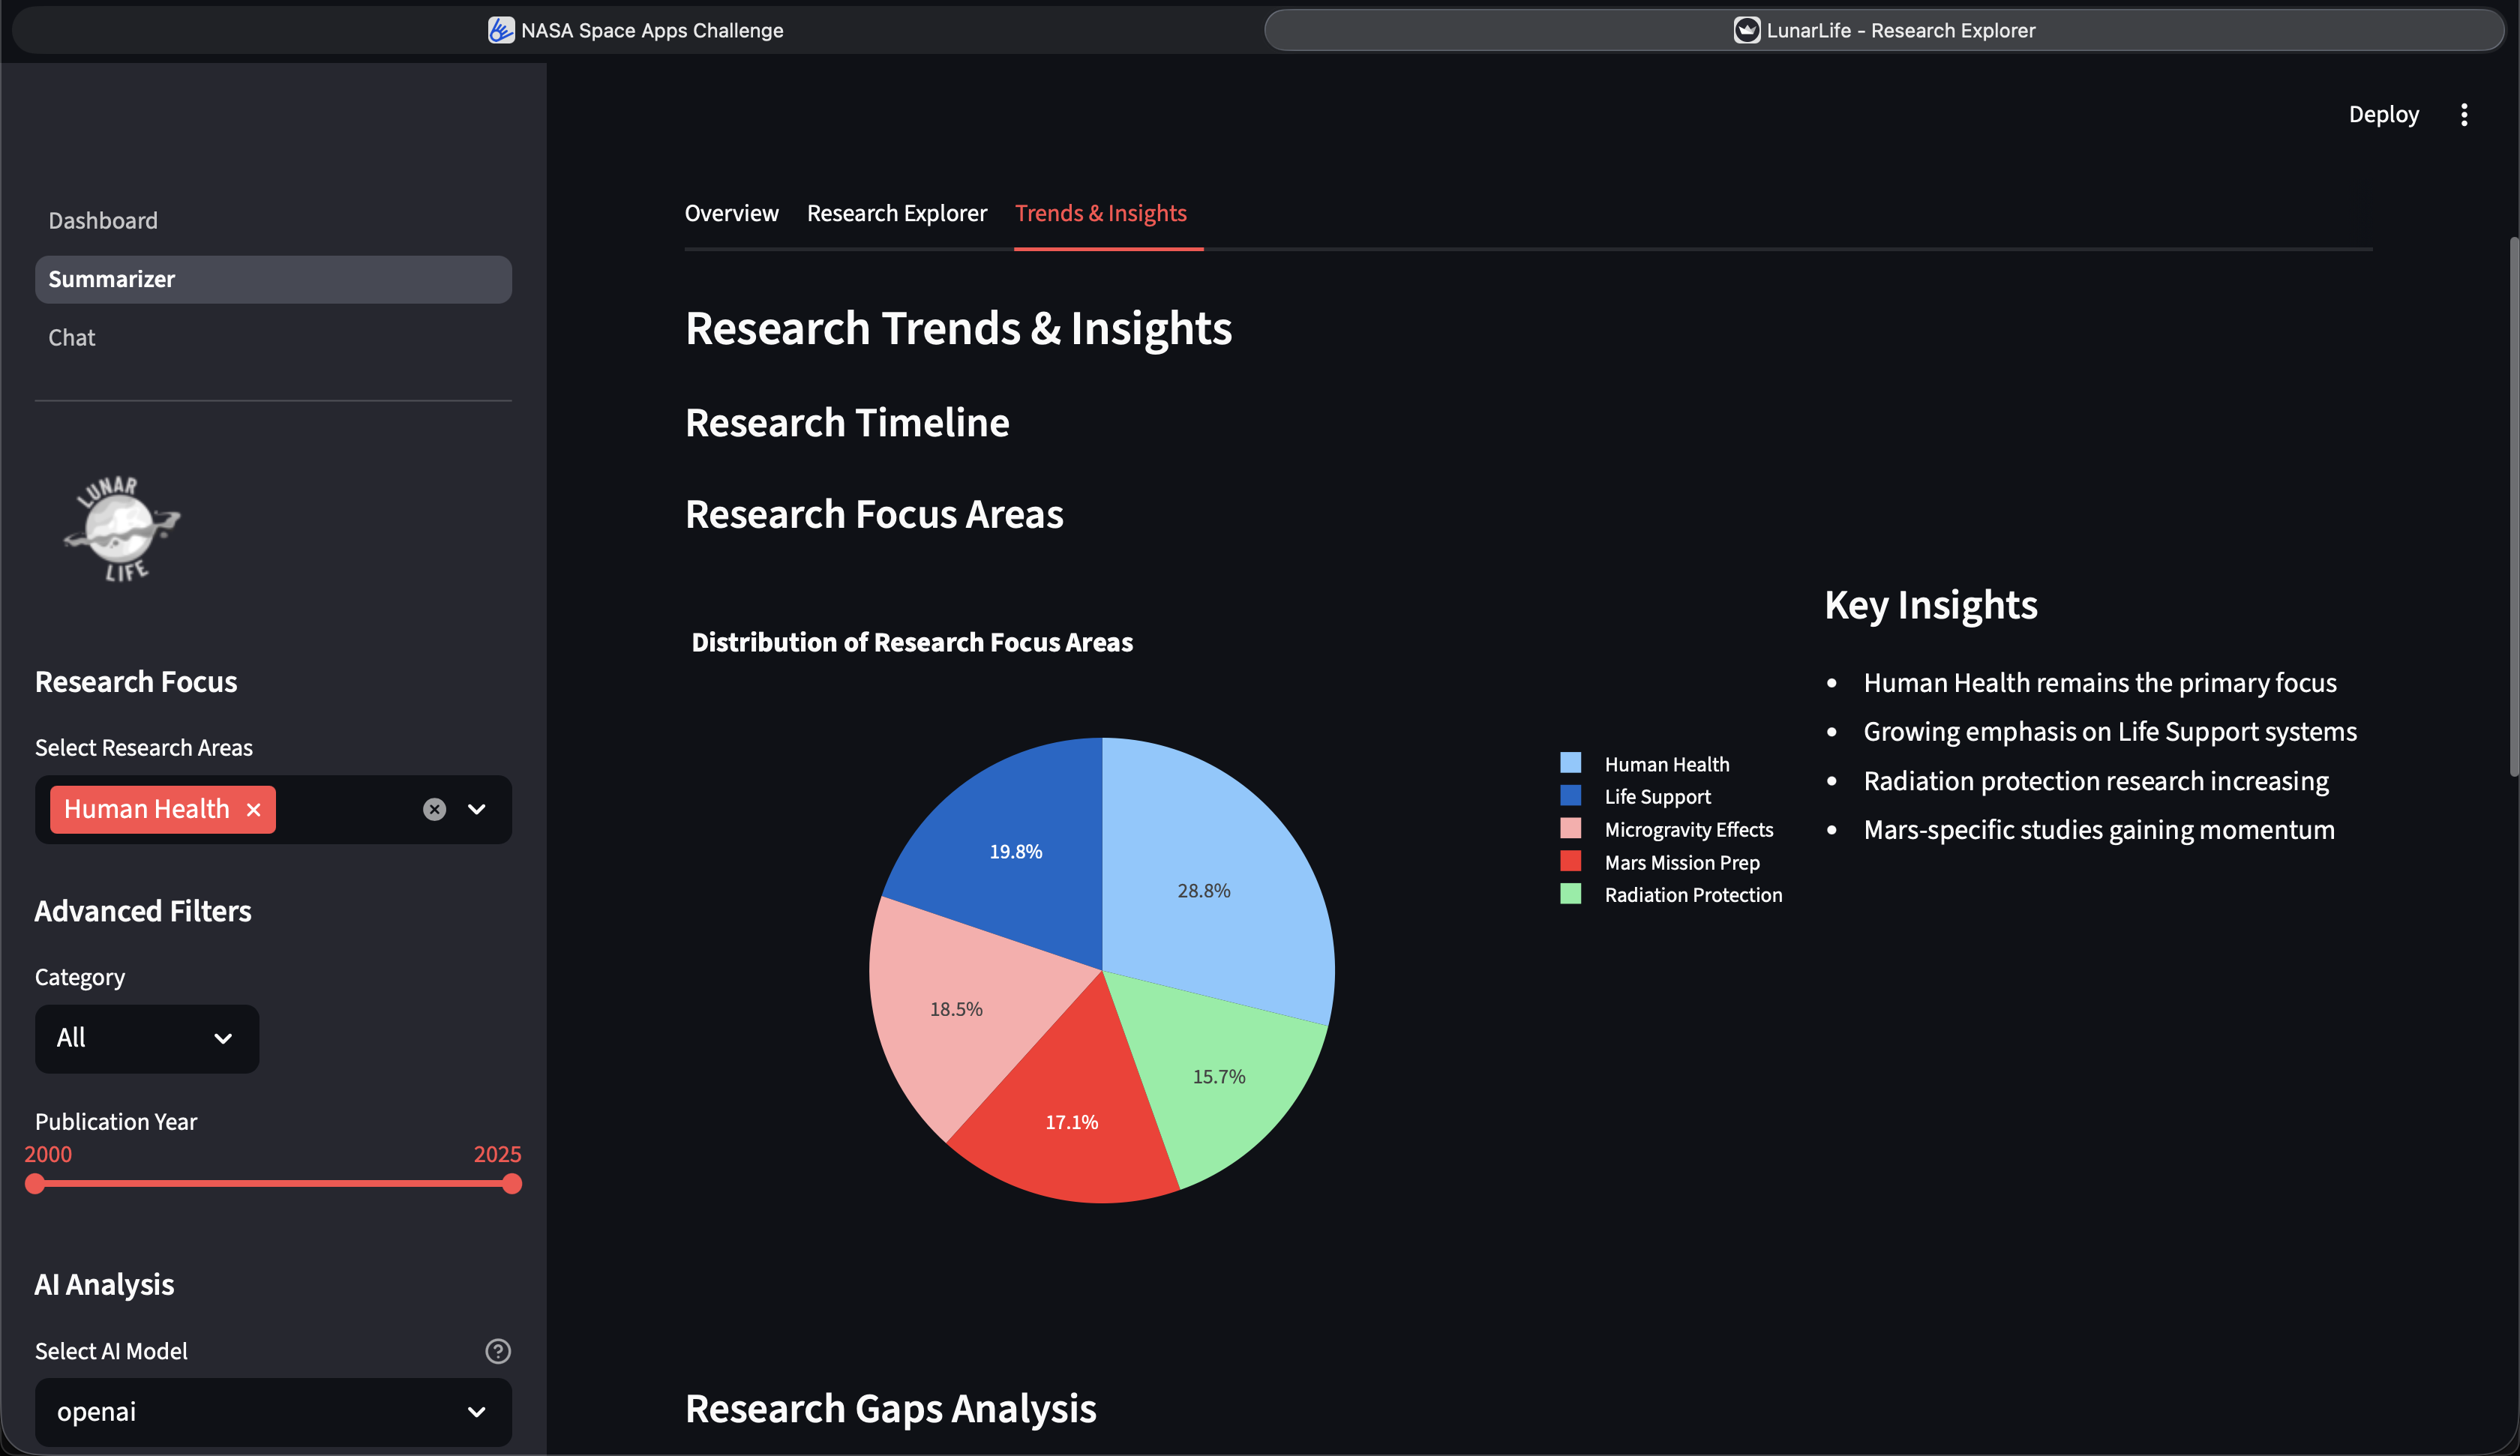 NASA Space Apps Challenge
LunarLife - Research Explorer
Deploy
Dashboard
Summarizer
Chat
LUNAR
LIFE
Research Focus
Select Research Areas
Human Health
Advanced Filters
Category
All
Publication Year
2000 2025
AI Analysis
Select AI Model
openai
Overview Research Explorer Trends & Insights
Research Trends & Insights
Research Timeline
Research Focus Areas
Distribution of Research Focus Areas
19.8%
28.8%
18.5%
15.7%
17.1%
Human Health
Life Support
Microgravity Effects
Mars Mission Prep
Radiation Protection
Key Insights
• Human Health remains the primary focus
• Growing emphasis on Life Support systems
• Radiation protection research increasing
• Mars-specific studies gaining momentum
Research Gaps Analysis